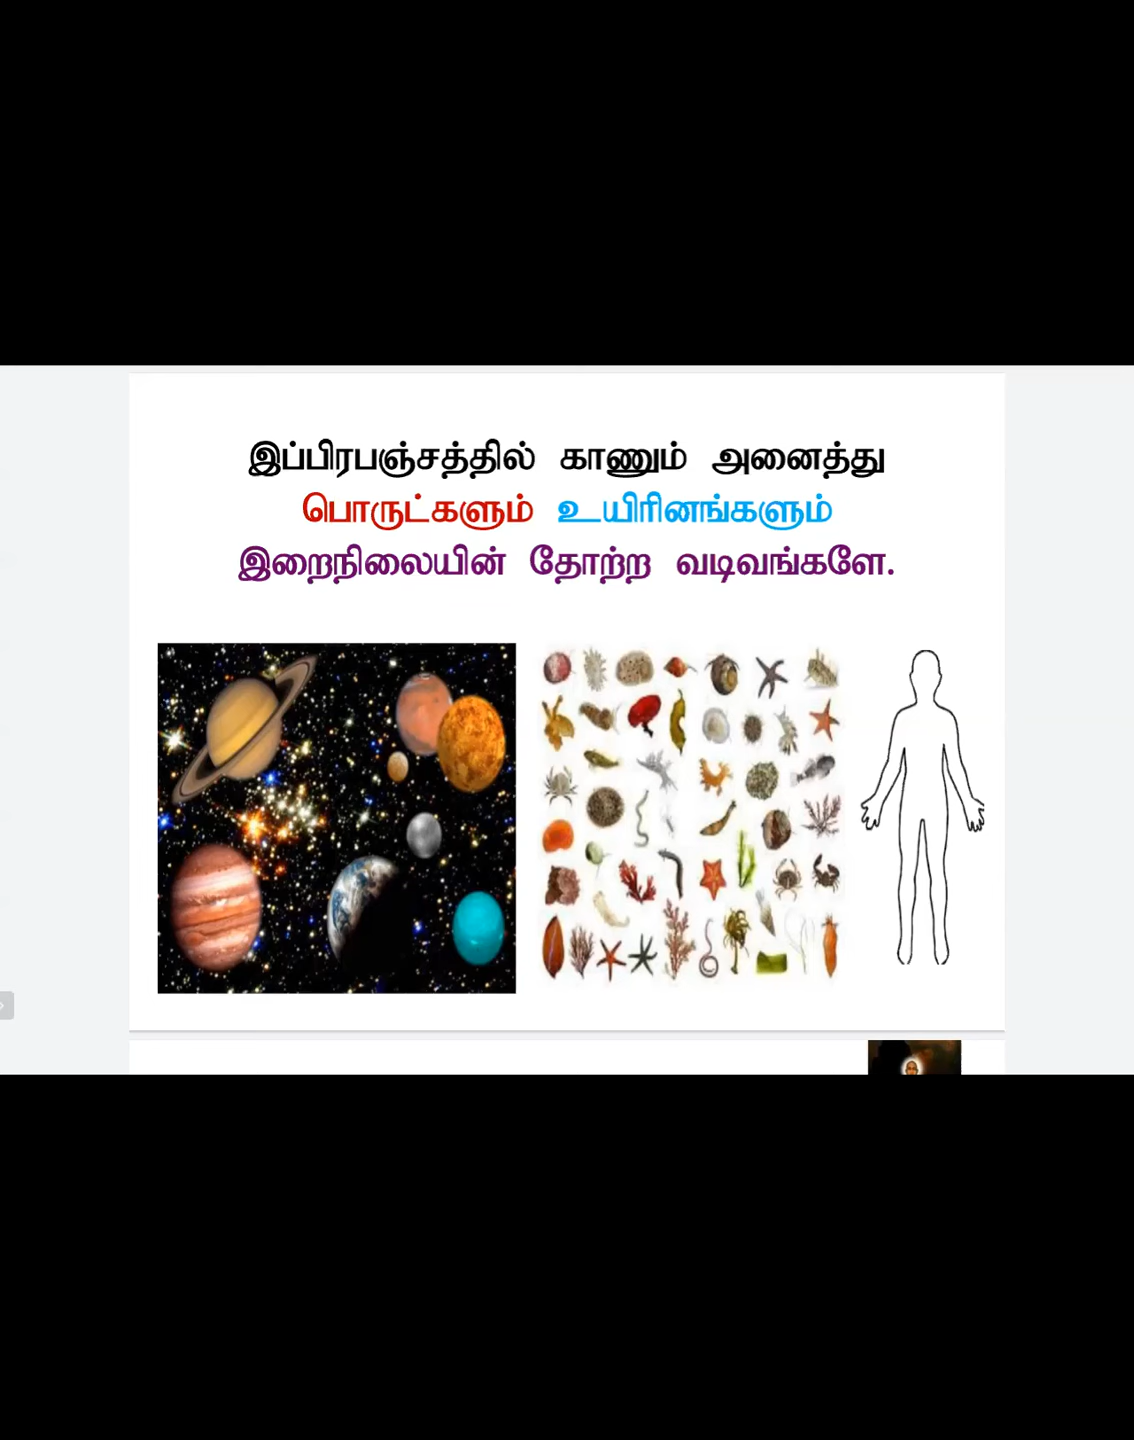 இப்பிரபஞ்சத்தில் காணும் அனைத்து
பொருட்களும் உயிரினங்களும்
இறைநிலையின் தோற்ற வடிவங்களே.